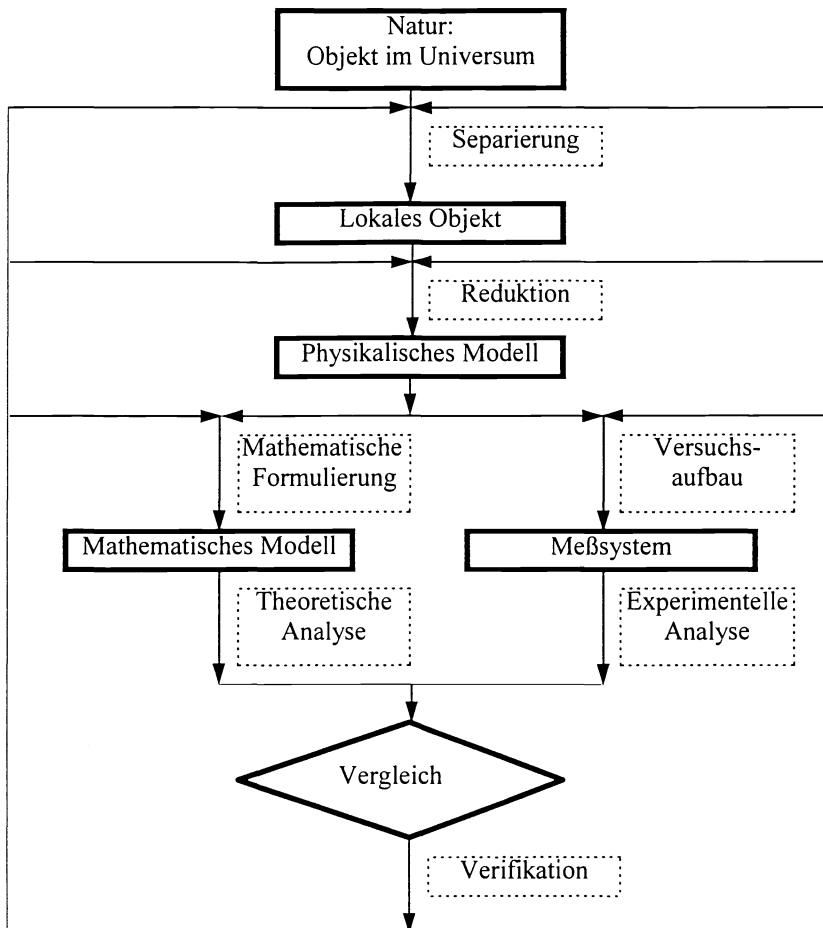 Natur:
Objekt im Universum
Separierung
Lokales Objekt
Reduktion
Physikalisches Modell
Mathematische
Formulierung
Versuchs-
aufbau
Mathematisches Modell
Meßsystem
Theoretische
Analyse
Experimentelle
Analyse
Vergleich
Verifikation